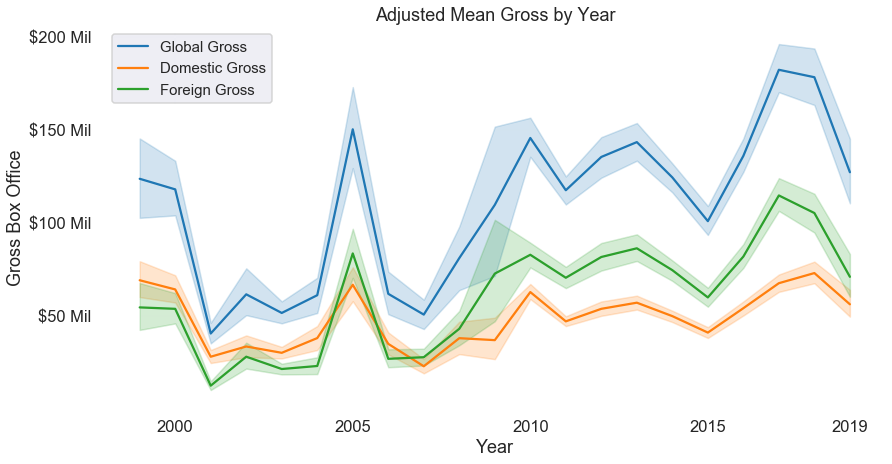 Adjusted Mean Gross by Year
$200 Mil
$150 Mil
$100 Mil
$50 Mil
Gross Box Office
Global Gross
Domestic Gross
Foreign Gross
2000
2005
2010
2015
2019
Year